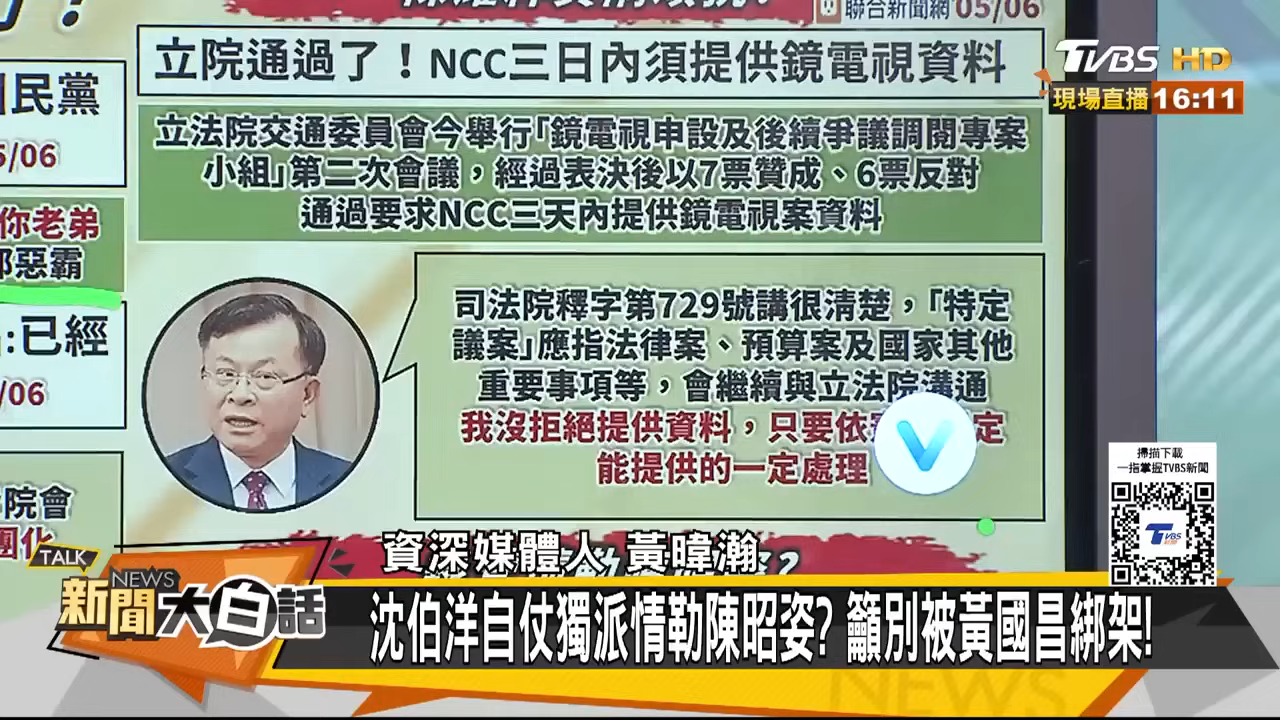 聯合新聞網 05/06
立院通過了！NCC三日內須提供鏡電視資料
立法院交通委員會今舉行「鏡電視申設及後續爭議調閱專案
小組」第二次會議，經過表決後以7票贊成、6票反對
通過要求NCC三天內提供鏡電視案資料
司法院釋字第729號講很清楚，「特定
議案」應指法律案、預算案及國家其他
重要事項等，會繼續與立法院溝通
我沒拒絕提供資料，只要依 定
能提供的一定處理
民黨
/06
你老弟
惡霸
:已經
/06
院會
團化
TVBS HD
現場直播 16:11
掃描下載
一指掌握TVBS新聞
TVBS
新聞
資深媒體人 黃暐瀚
TALK
NEWS
新聞大白話
沈伯洋自仗獨派情勒陳昭姿? 籲別被黃國昌綁架!
NEWS